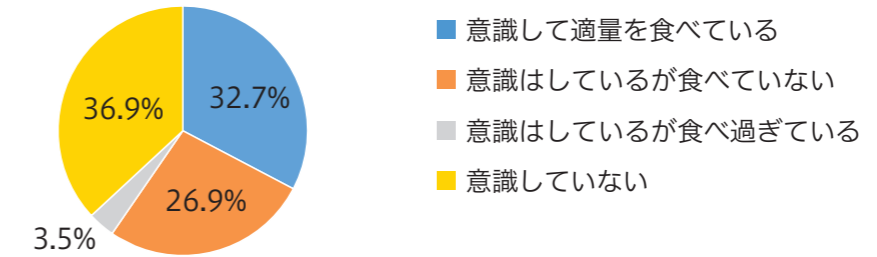 36.9%
32.7%
26.9%
3.5%
意識して適量を食べている
意識はしているが食べていない
意識はしているが食べ過ぎている
意識していない